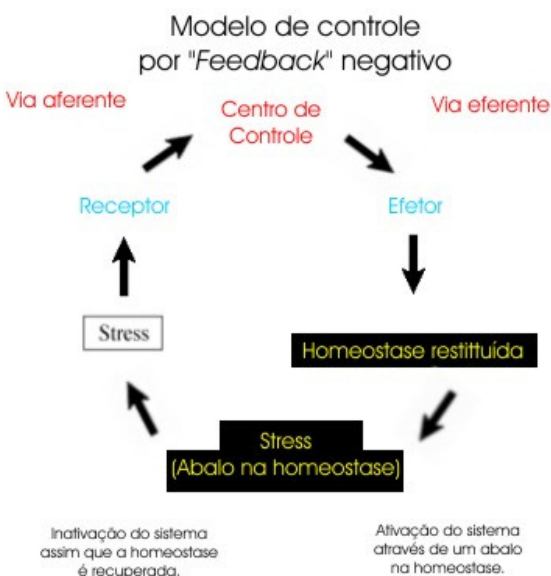 Modelo de controle
por "Feedback" negativo
Via aferente
Centro de
Controle
Via eferente
Receptor
Efetor
Stress
Homeostase restittuída
Stress
(Abalo na homeostase)
Inativação do sistema
assim que a homeostase
é recuperada.
Ativação do sistema
através de um abalo
na homeostase.